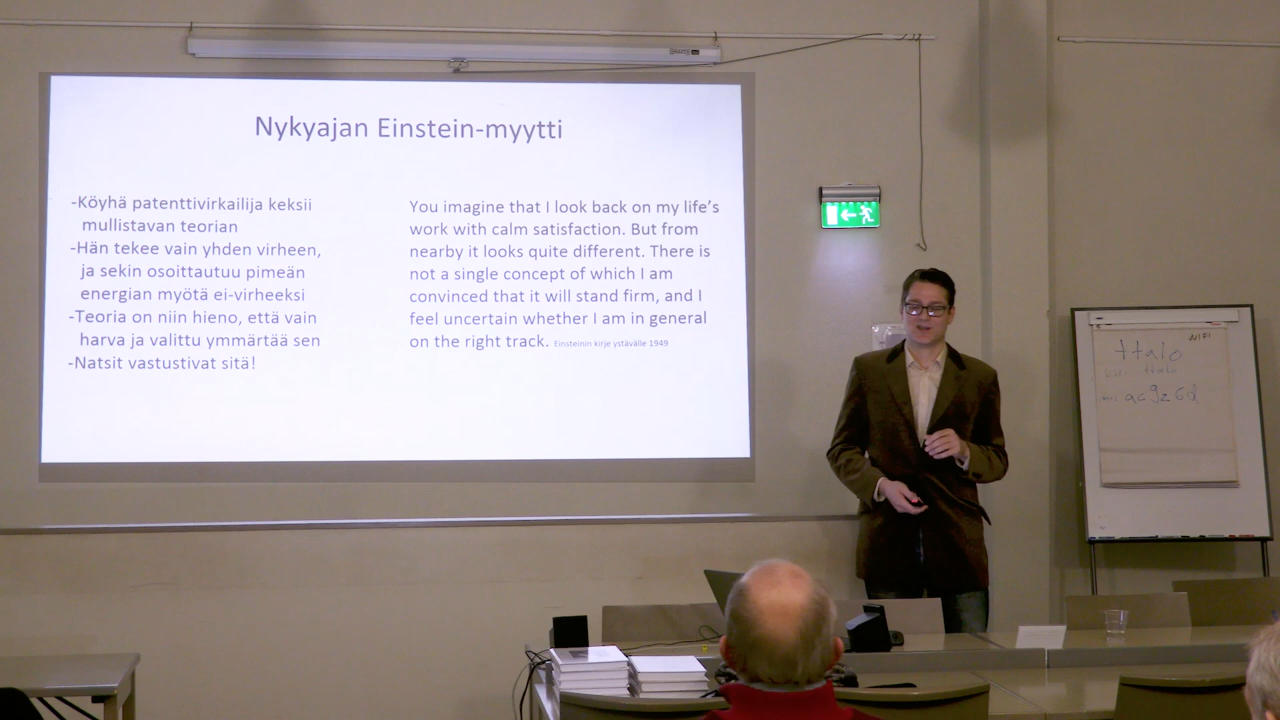 Nykyajan Einstein-myytti
-Köyhä patenttivirkailija keksii
mullistavan teorian
-Hän tekee vain yhden virheen,
ja sekin osoittautuu pimeän
energian myötä ei-virheeksi
-Teoria on niin hieno, että vain
harva ja valittu ymmärtää sen
-Natsit vastustivat sitä!
You imagine that I look back on my life’s
work with calm satisfaction. But from
nearby it looks quite different. There is
not a single concept of which I am
convinced that it will stand firm, and I
feel uncertain whether I am in general
on the right track. Einsteinin kirje ystävälle 1949
WIFI
ttalo
ttalo